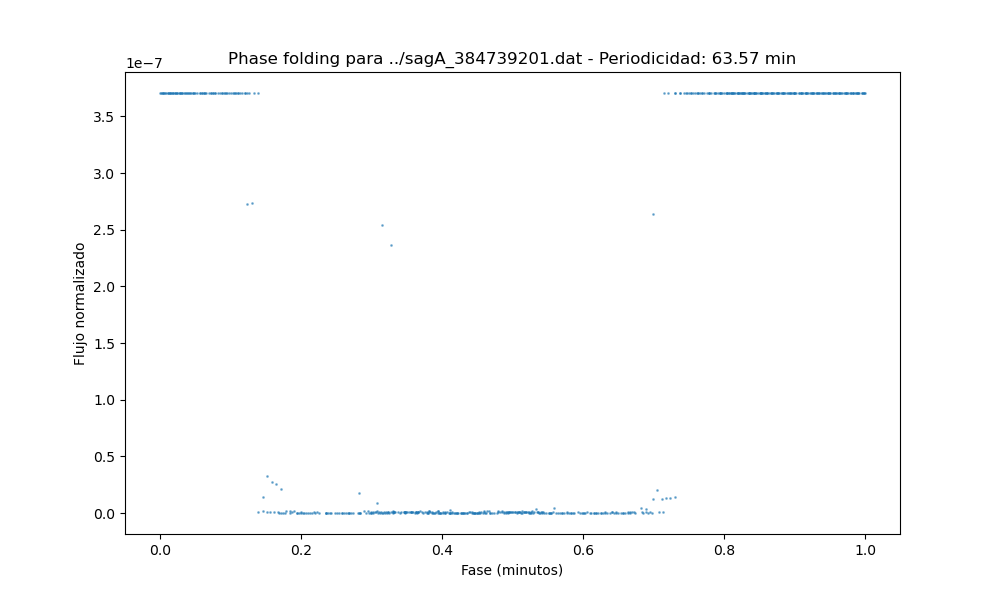 Phase folding para ../sagA_384739201.dat - Periodicidad: 63.57 min
1e−7
3.5
3.0
2.5
2.0
1.5
1.0
0.5
0.0
Flujo normalizado
0.0 0.2 0.4 0.6 0.8 1.0
Fase (minutos)